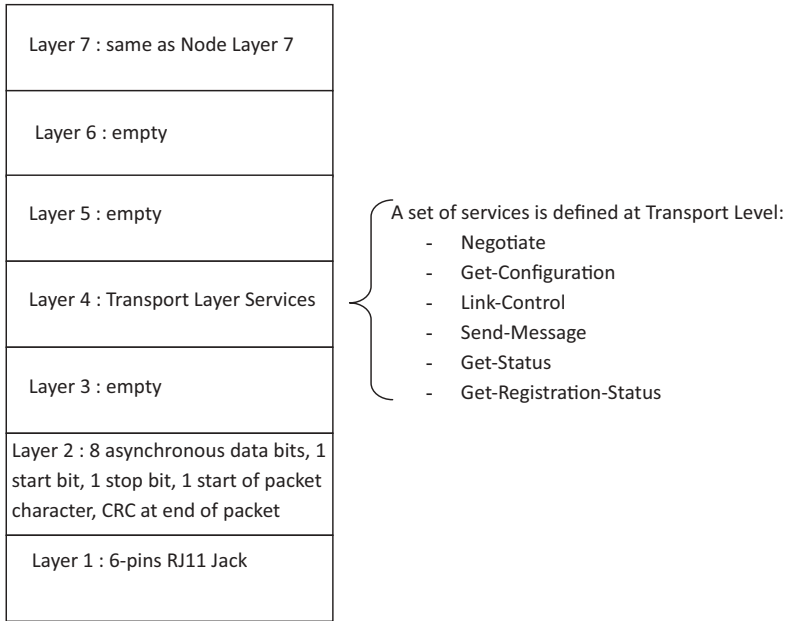 Layer 7 : same as Node Layer 7
Layer 6 : empty
Layer 5 : empty
Layer 4 : Transport Layer Services
Layer 3 : empty
Layer 2 : 8 asynchronous data bits, 1
start bit, 1 stop bit, 1 start of packet
character, CRC at end of packet
Layer 1 : 6-pins RJ11 Jack
A set of services is defined at Transport Level:
- Negotiate
- Get-Configuration
- Link-Control
- Send-Message
- Get-Status
- Get-Registration-Status